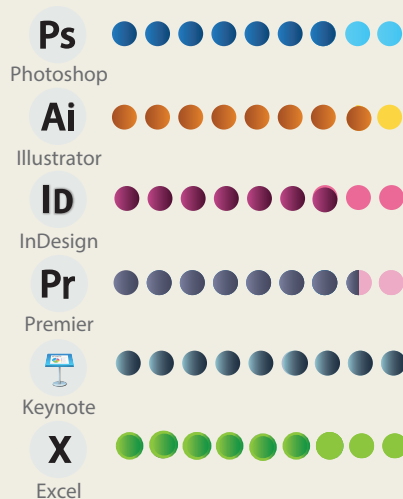 Ps
Photoshop
Ai
Illustrator
ID
InDesign
Pr
Premier
Keynote
X
Excel